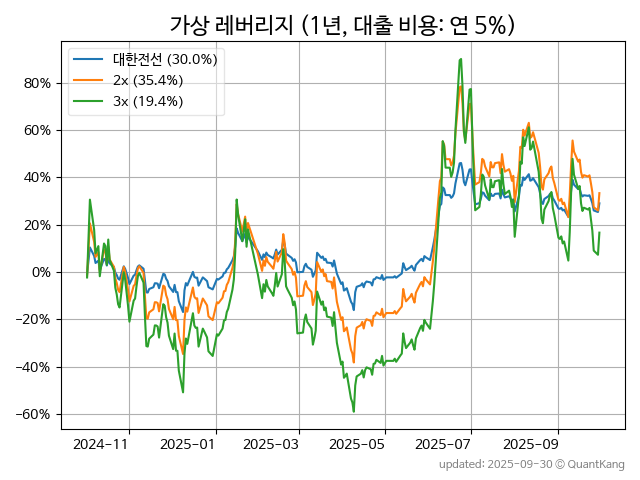 가상 레버리지 (1년, 대출 비용: 연 5%)
대한전선 (30.0%)
2x (35.4%)
3x (19.4%)
80%
60%
40%
20%
0%
−20%
−40%
−60%
2024-11
2025-01
2025-03
2025-05
2025-07
2025-09
updated: 2025-09-30 © QuantKang